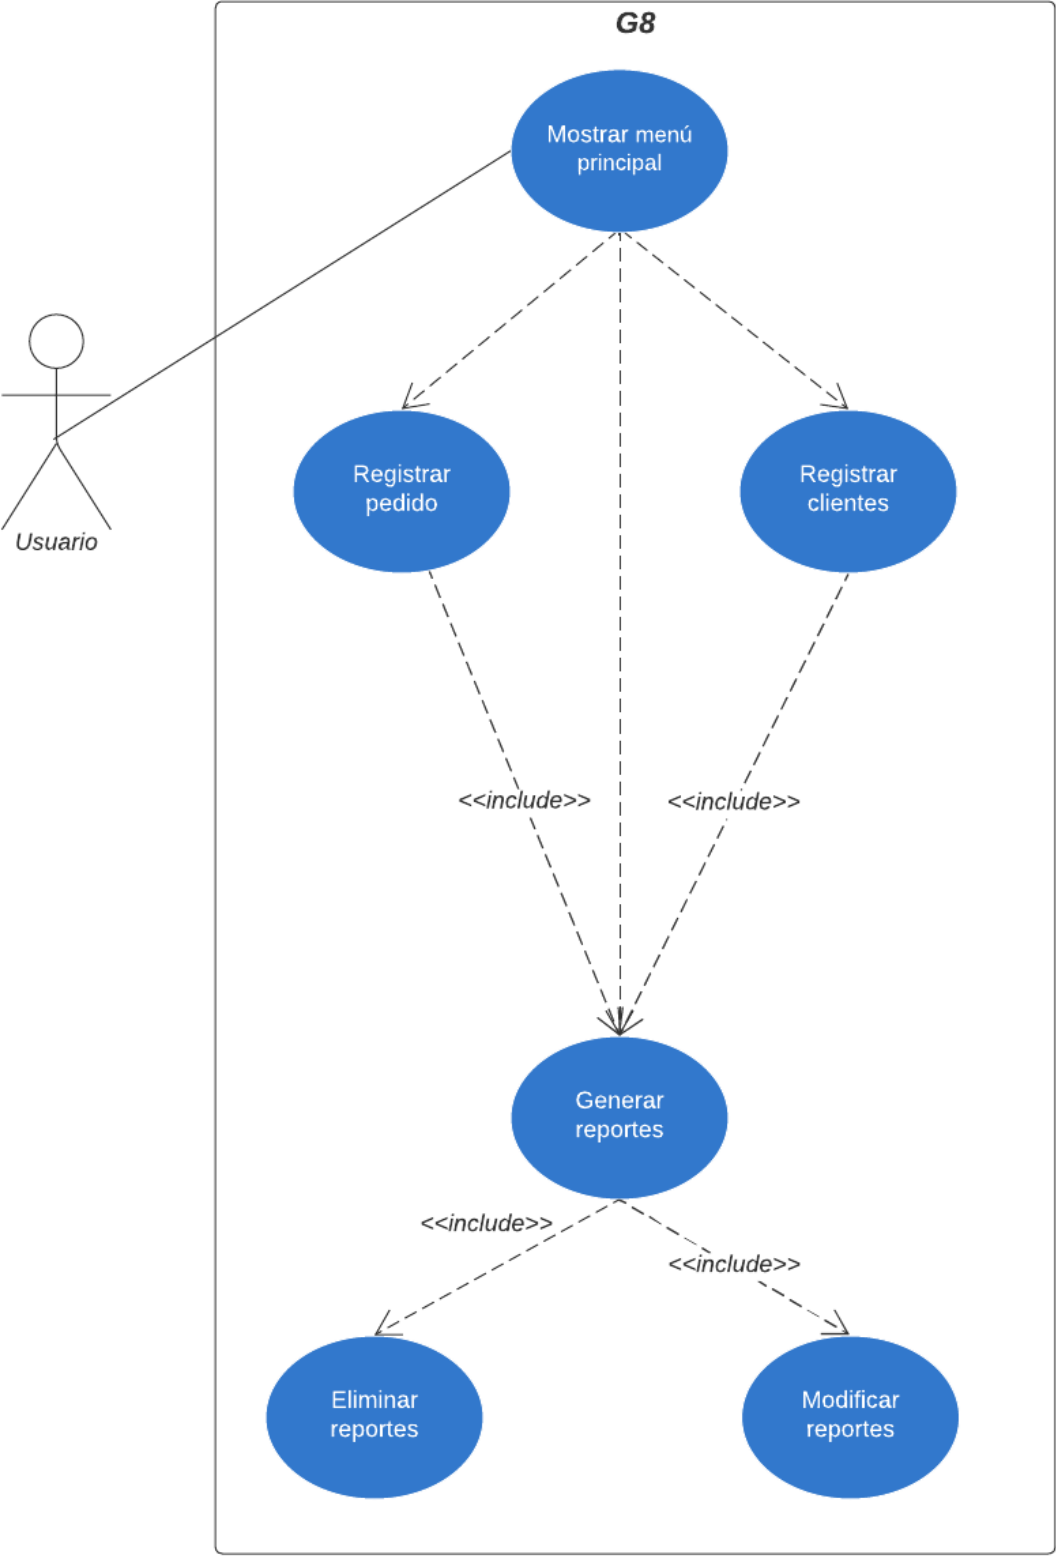 G8
Mostrar menú
principal
Registrar
pedido
Registrar
clientes
Usuario
<<include>>
<<include>>
Generar
reportes
<<include>>
<<include>>
Eliminar
reportes
Modificar
reportes